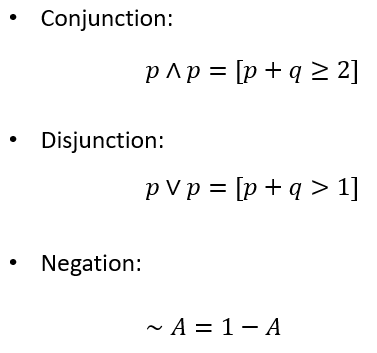 • Conjunction:
p ∧ p = [p + q ≥ 2]
• Disjunction:
p ∨ p = [p + q > 1]
• Negation:
~ A = 1 − A